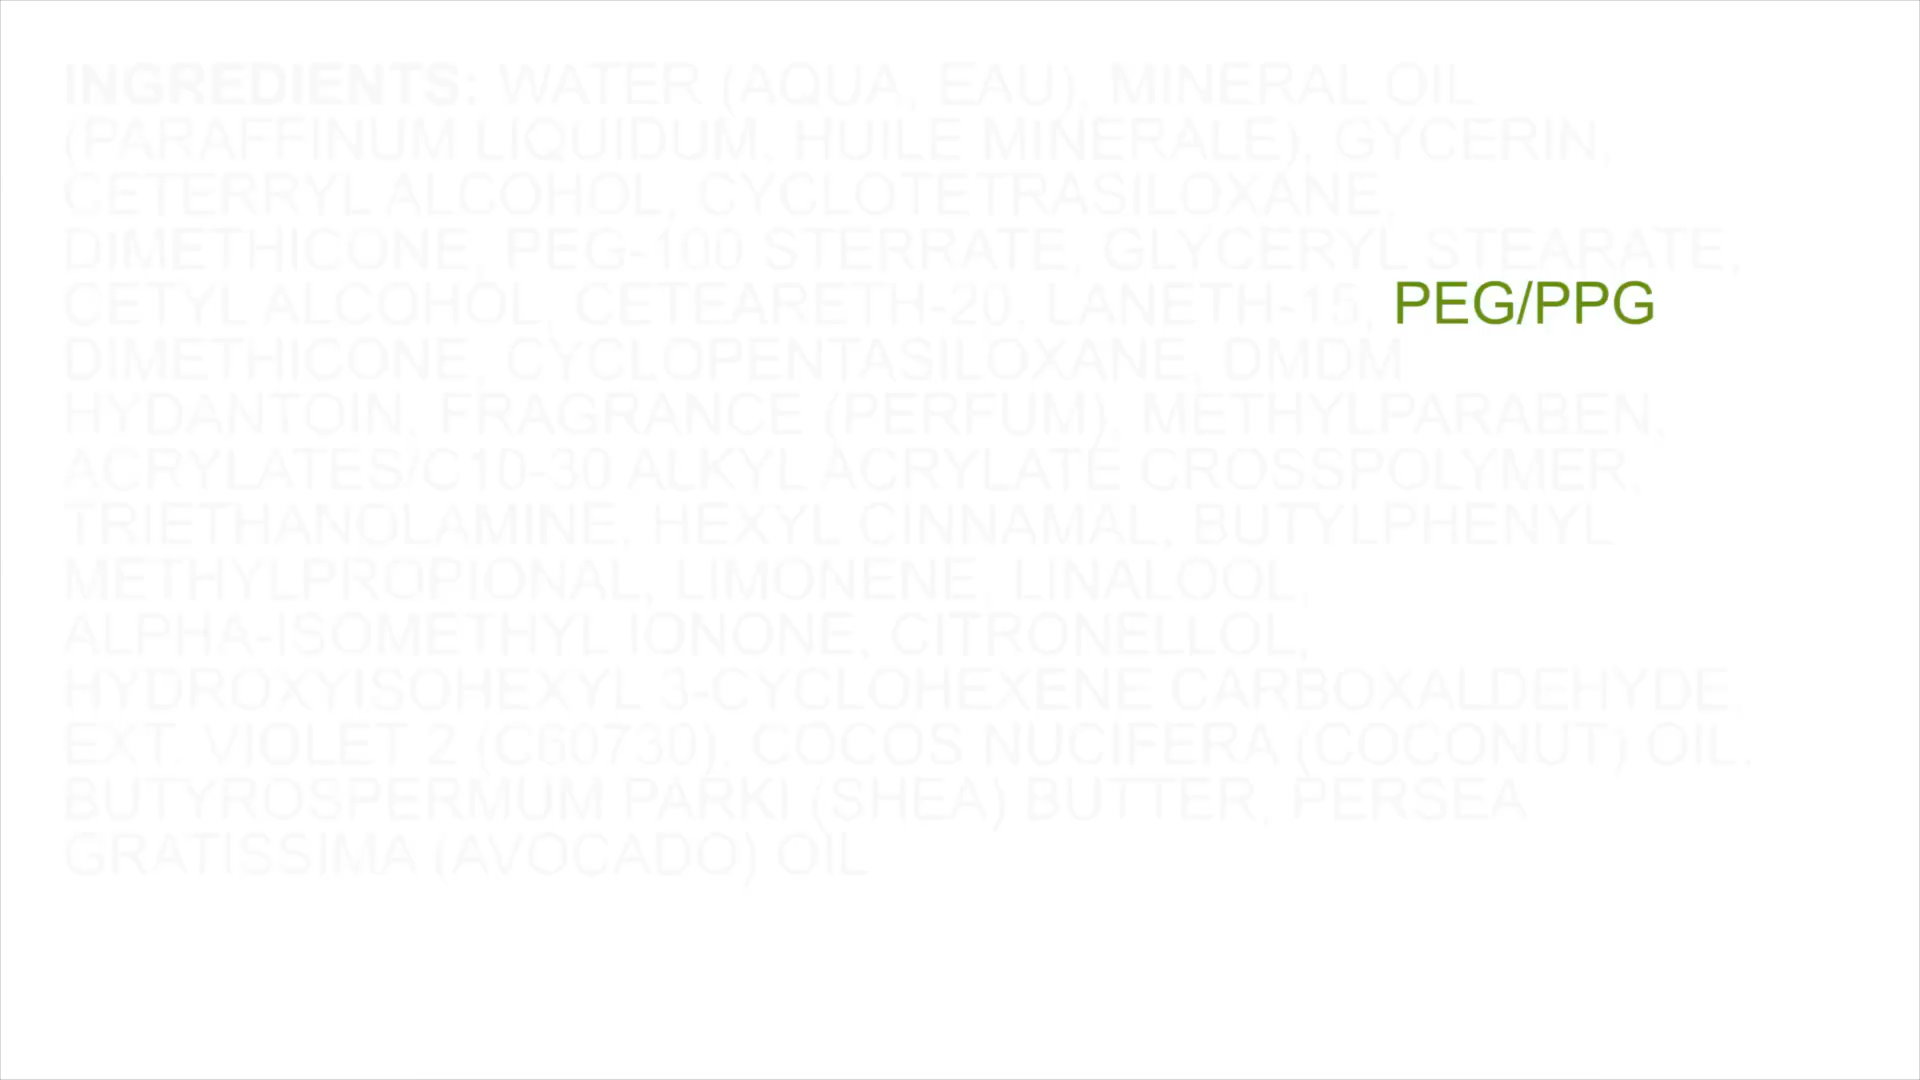 INGREDIENTS: WATER (AQUA, EAU), MINERAL OIL
(PARAFFINUM LIQUIDUM, HUILE MINERALE), GYCERIN,
CETERRYL ALCOHOL, CYCLOTETRASILOXANE,
DIMETHICONE, PEG-100 STERRATE, GLYCERYL STEARATE,
CETYL ALCOHOL, CETEARETH-20, LANETH-15, PEG/PPG
DIMETHICONE, CYCLOPENTASILOXANE, DMDM
HYDANTOIN, FRAGRANCE (PERFUM), METHYLPARABEN,
ACRYLATES/C10-30 ALKYL ACRYLATE CROSSPOLYMER,
TRIETHANOLAMINE, HEXYL CINNAMAL, BUTYLPHENYL
METHYLPROPIONAL, LIMONENE, LINALOOL,
ALPHA-ISOMETHYL IONONE, CITRONELLOL,
HYDROXYISOHEXYL 3-CYCLOHEXENE CARBOXALDEHYDE,
EXT. VIOLET 2 (C60730), COCOS NUCIFERA (COCONUT) OIL,
BUTYROSPERMUM PARKI (SHEA) BUTTER, PERSEA
GRATISSIMA (AVOCADO) OIL